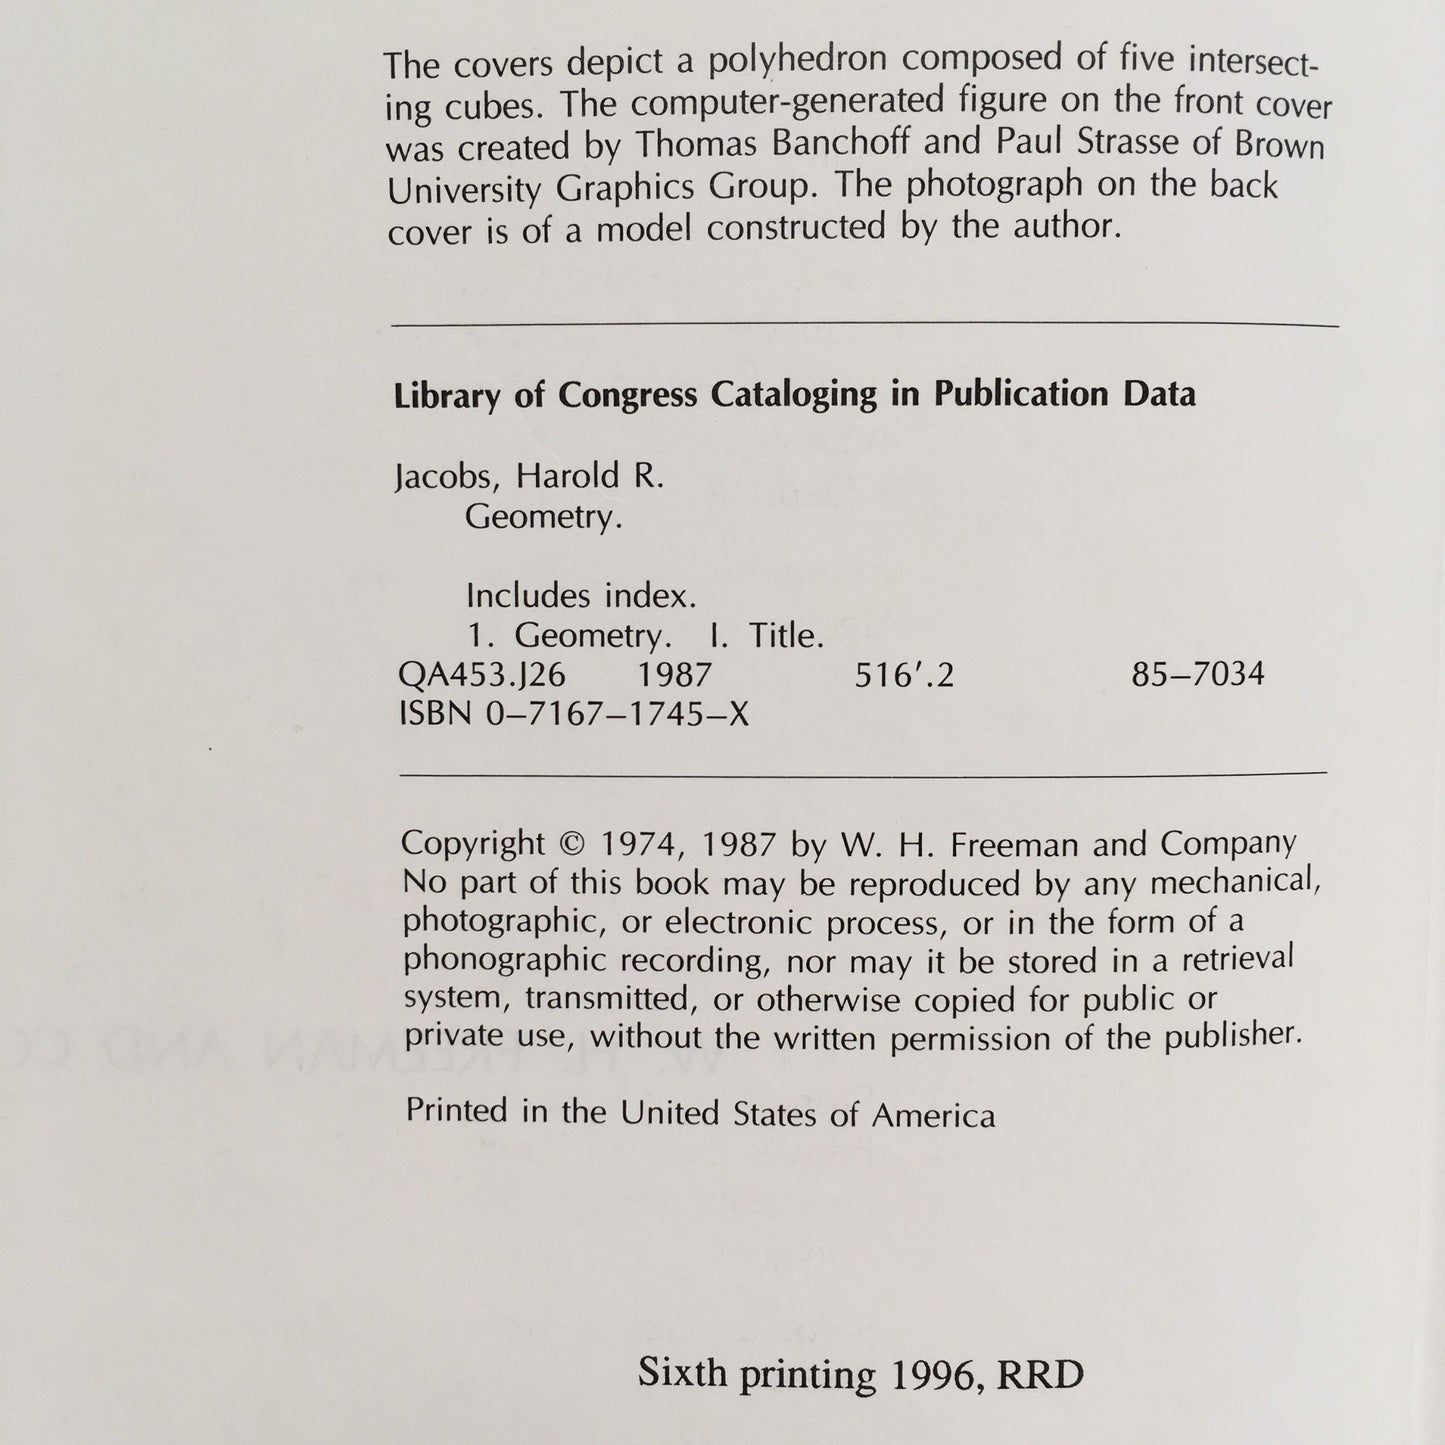 The covers depict a polyhedron composed of five intersect-
ing cubes. The computer-generated figure on the front cover
was created by Thomas Banchoff and Paul Strasse of Brown
University Graphics Group. The photograph on the back
cover is of a model constructed by the author.
Library of Congress Cataloging in Publication Data
Jacobs, Harold R.
Geometry.
Includes index.
1. Geometry. I. Title.
QA453.J26 1987 516′.2 85–7034
ISBN 0–7167–1745–X
Copyright © 1974, 1987 by W. H. Freeman and Company
No part of this book may be reproduced by any mechanical,
photographic, or electronic process, or in the form of a
phonographic recording, nor may it be stored in a retrieval
system, transmitted, or otherwise copied for public or
private use, without the written permission of the publisher.
Printed in the United States of America
Sixth printing 1996, RRD